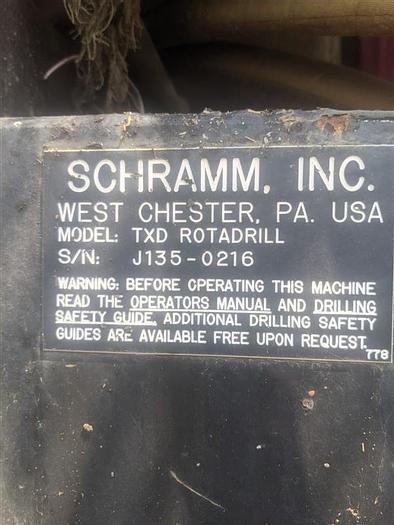 SCHRAMM, INC.
WEST CHESTER, PA. USA
MODEL: TXD ROTADRILL
S/N: J135-0216
WARNING: BEFORE OPERATING THIS MACHINE
READ THE OPERATORS MANUAL AND DRILLING
SAFETY GUIDE. ADDITIONAL DRILLING SAFETY
GUIDES ARE AVAILABLE FREE UPON REQUEST.
778